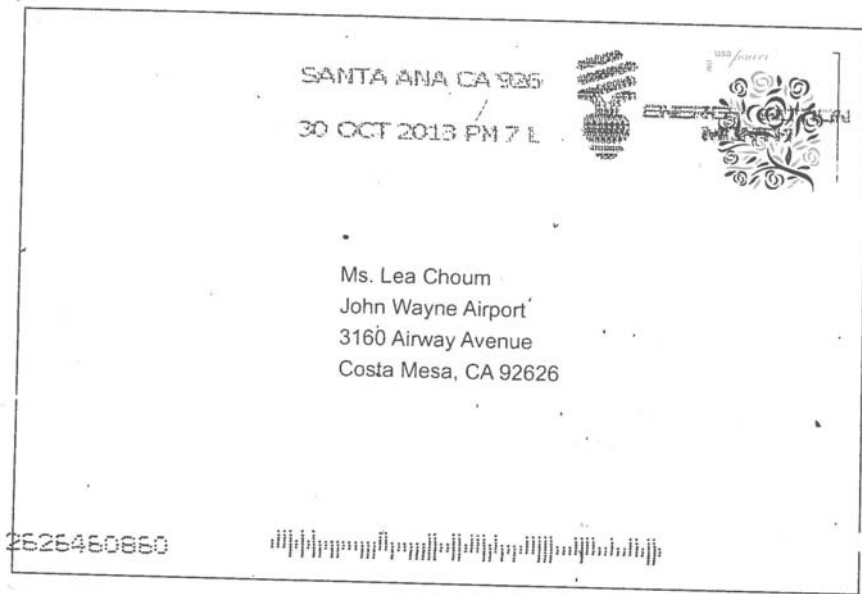 SANTA ANA CA 926
30 OCT 2013 PM 7 L
usa forever
Ms. Lea Choum
John Wayne Airport
3160 Airway Avenue
Costa Mesa, CA 92626